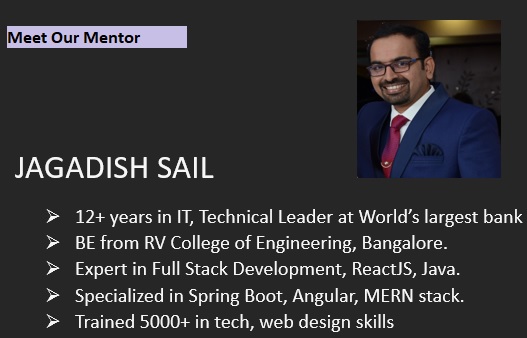 Meet Our Mentor
JAGADISH SAIL
➢ 12+ years in IT, Technical Leader at World’s largest bank
➢ BE from RV College of Engineering, Bangalore.
➢ Expert in Full Stack Development, ReactJS, Java.
➢ Specialized in Spring Boot, Angular, MERN stack.
➢ Trained 5000+ in tech, web design skills